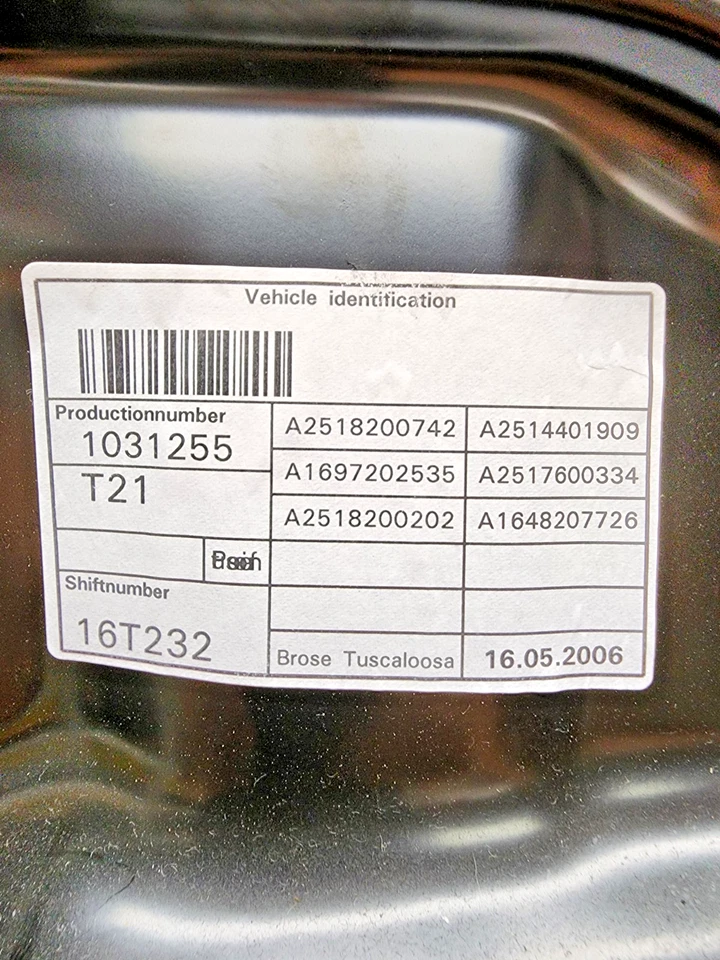 Vehicle identification
Productionnumber
1031255
T21
A2518200742 A2514401909
A1697202535 A2517600334
A2518200202 A1648207726
Shiftnumber
16T232
Brose Tuscaloosa 16.05.2006